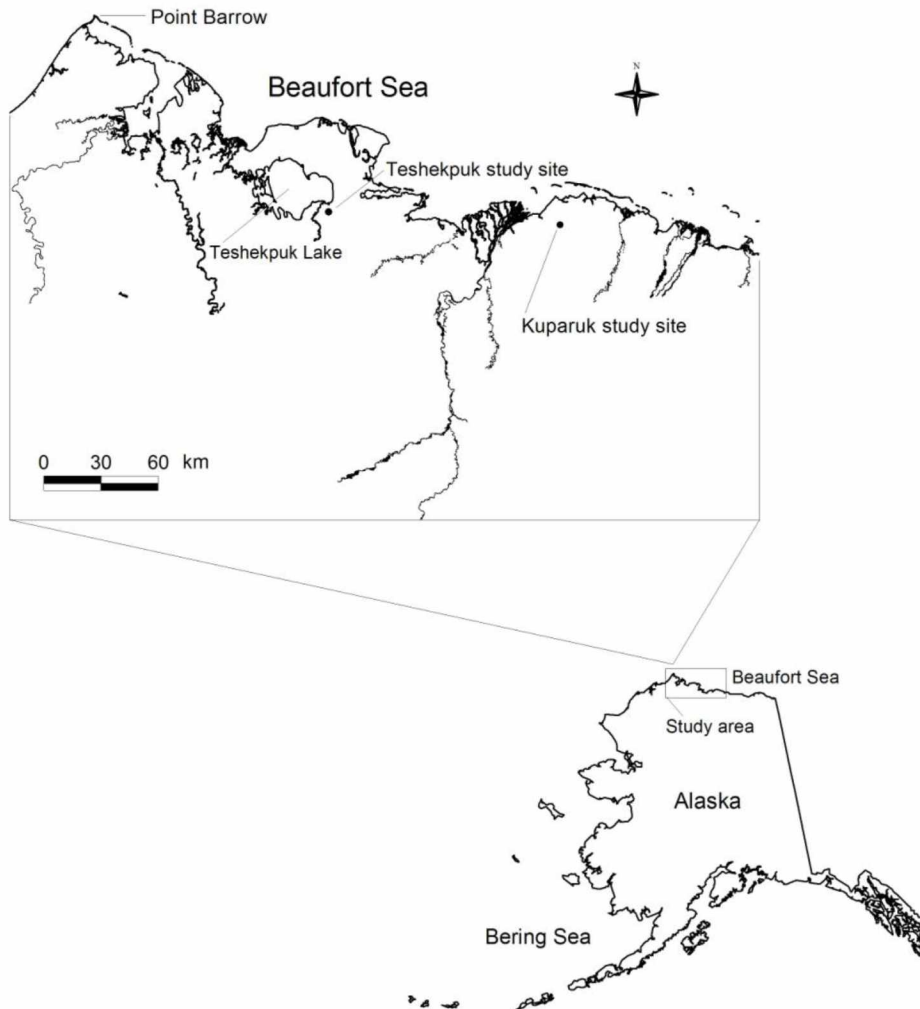 Point Barrow
Beaufort Sea
N
Teshekpuk study site
Teshekpuk Lake
Kuparuk study site
0 30 60 km
Beaufort Sea
Study area
Alaska
Bering Sea